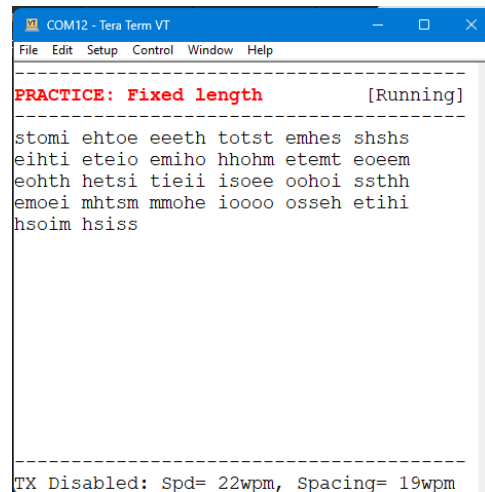 COM12 - Tera Term VT
File Edit Setup Control Window Help
----------------------------------------
PRACTICE: Fixed length [Running]
----------------------------------------
stomi ehtoe eeeth totst emhes shshs
eihti eteio emiho hhohm etemt eoeem
eohth hetsi tieii isoee oohoi ssthh
emoei mhtsm mmohe ioooo osseh etihi
hsoim hsiss
----------------------------------------
TX Disabled: Spd= 22wpm, Spacing= 19wpm